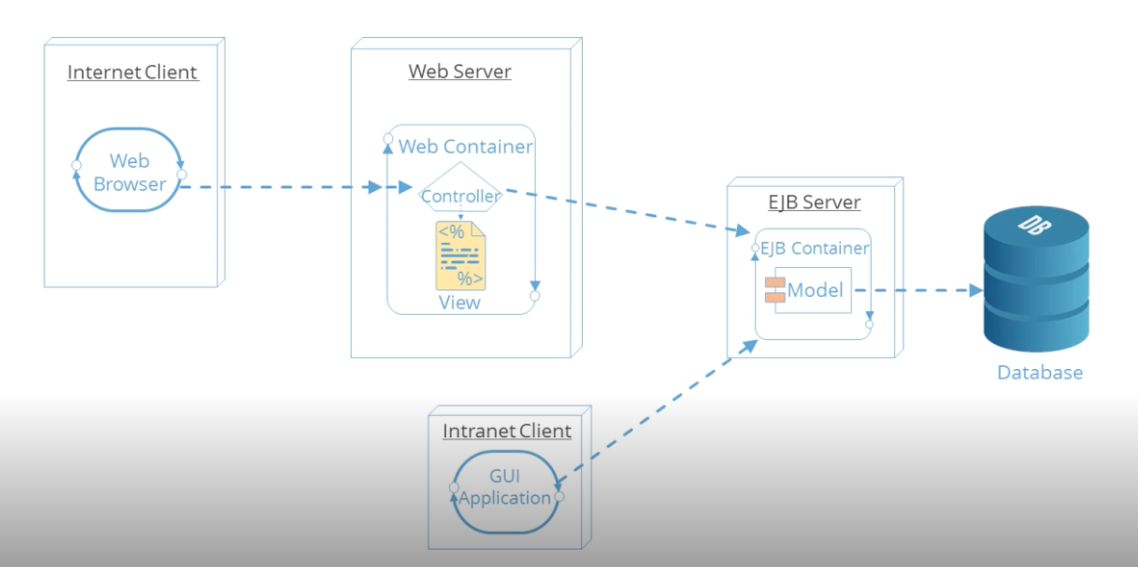 Internet Client
Web
Browser
Web Server
Web Container
Controller
<%
%>
View
EJB Server
EJB Container
Model
DB
Database
Intranet Client
GUI
Application